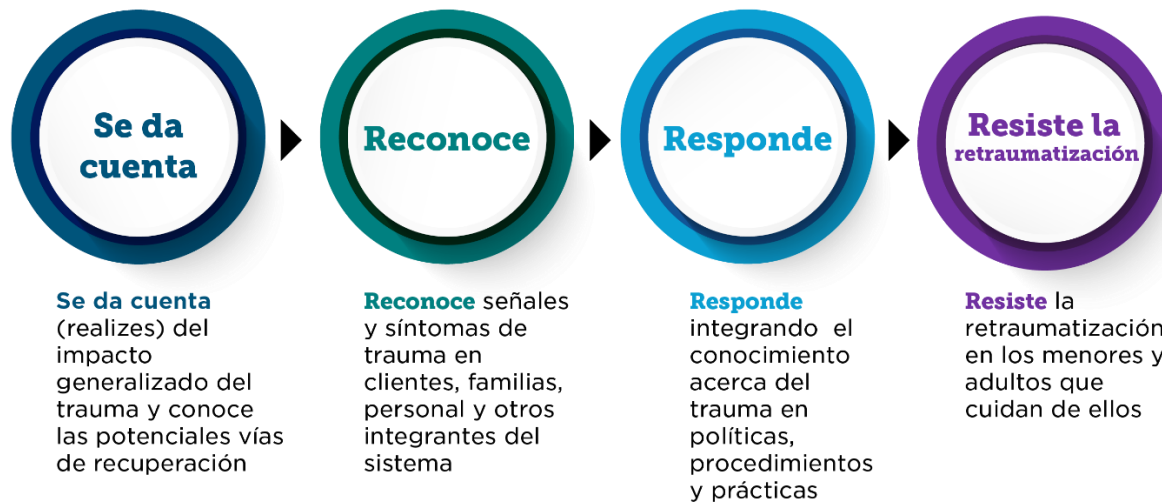 Se da
cuenta
Reconoce
Responde
Resiste la
retraumatización
Se da cuenta
(realizes) del
impacto
generalizado del
trauma y conoce
las potenciales vías
de recuperación
Reconoce señales
y síntomas de
trauma en
clientes, familias,
personal y otros
integrantes del
sistema
Responde
integrando el
conocimiento
acerca del
trauma en
políticas,
procedimientos
y prácticas
Resiste la
retraumatización
en los menores y
adultos que
cuidan de ellos